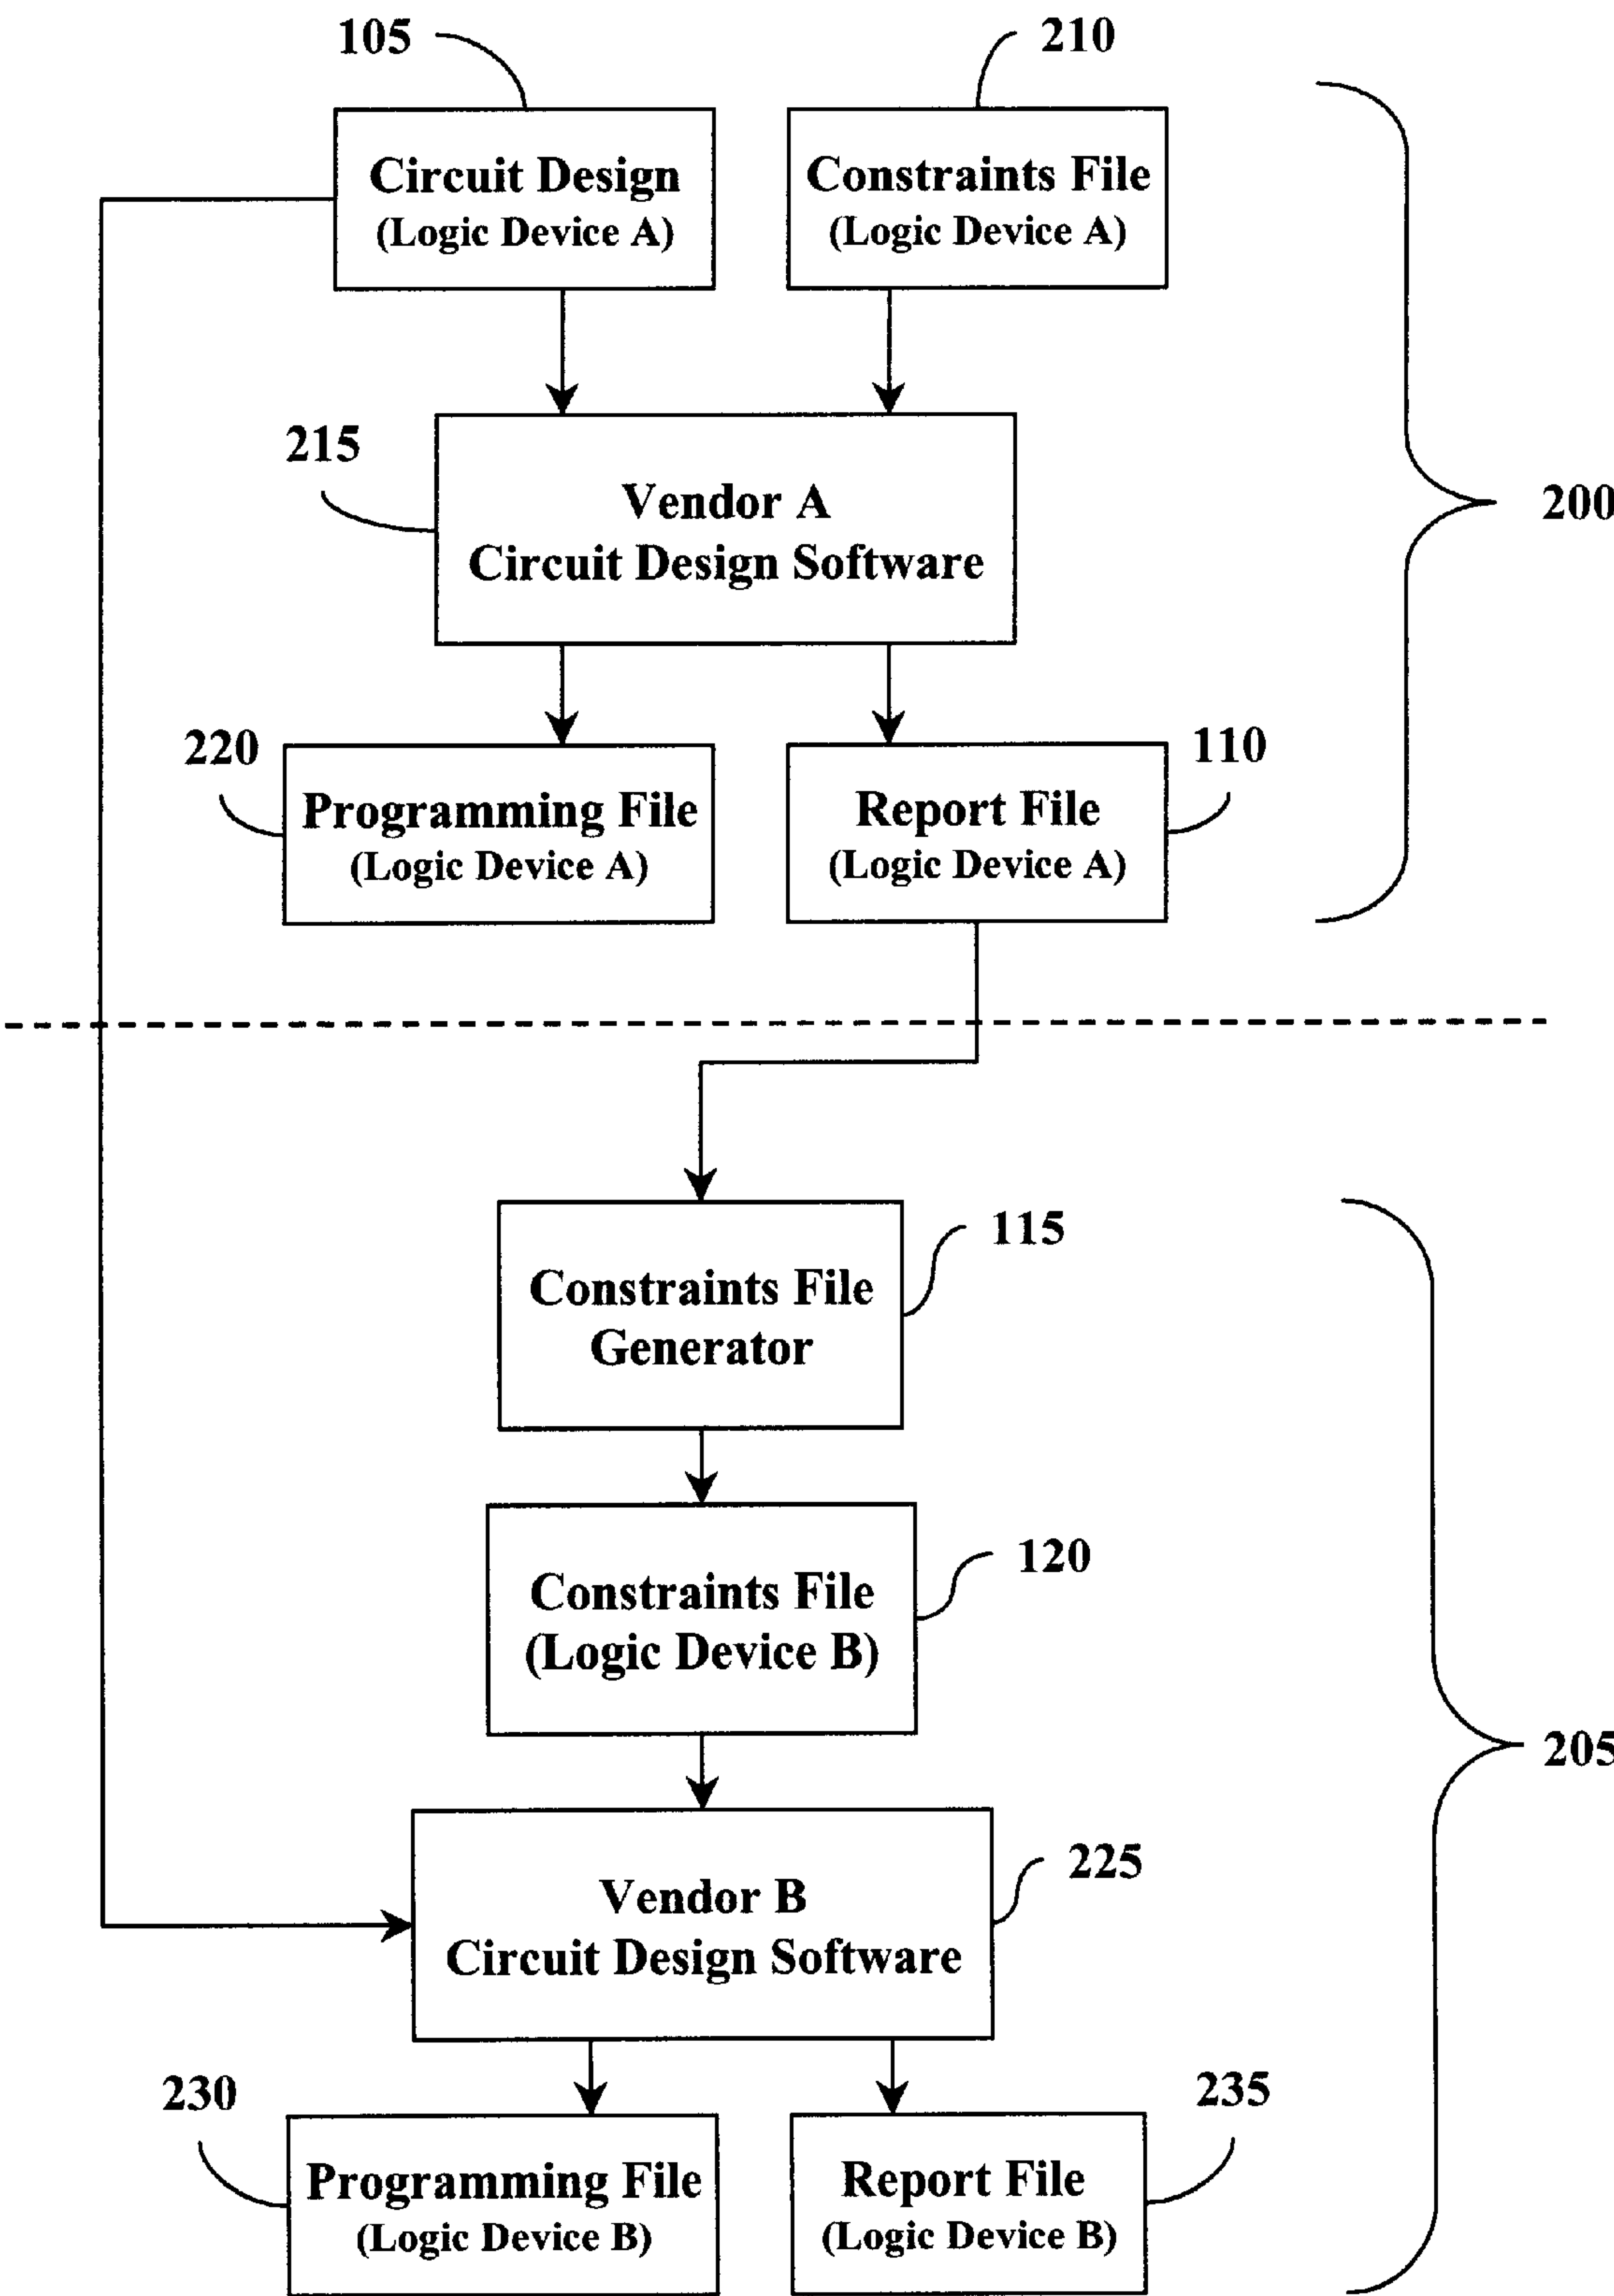 105
210
Circuit Design
(Logic Device A)
Constraints File
(Logic Device A)
215
Vendor A
Circuit Design Software
200
220
110
Programming File
(Logic Device A)
Report File
(Logic Device A)
115
Constraints File
Generator
120
Constraints File
(Logic Device B)
205
225
Vendor B
Circuit Design Software
230
235
Programming File
(Logic Device B)
Report File
(Logic Device B)